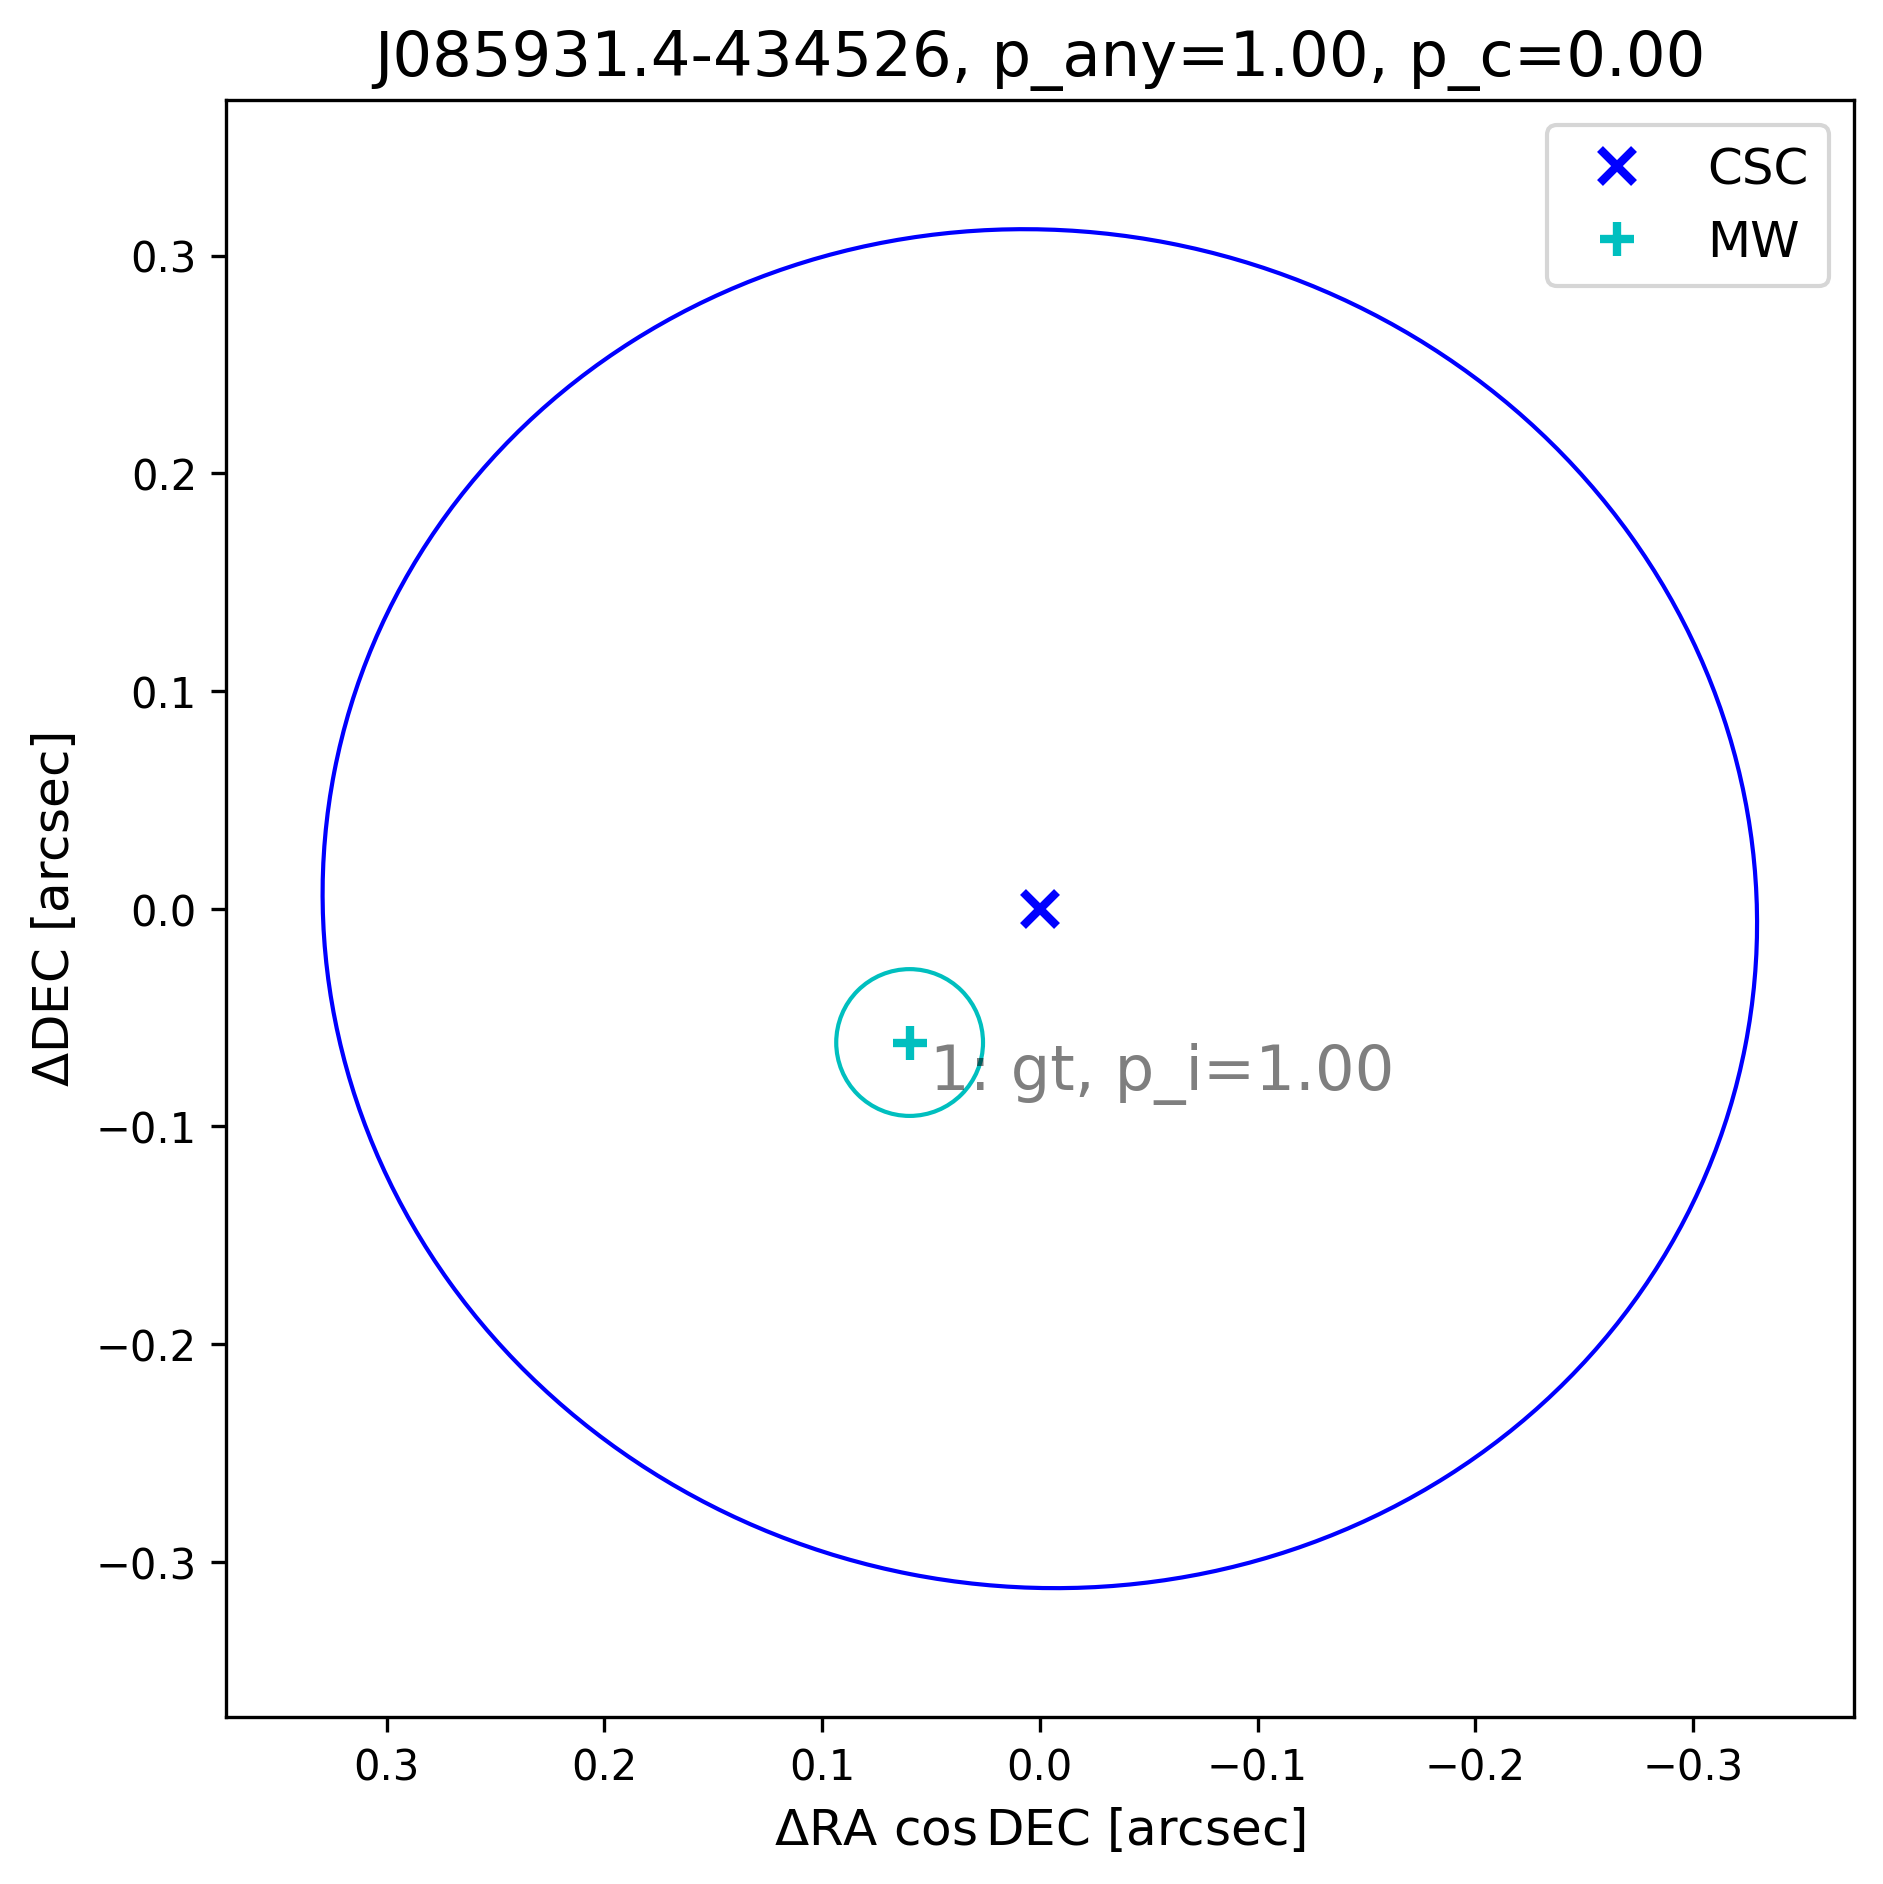 J085931.4-434526, p_any=1.00, p_c=0.00
CSC
MW
0.3
0.2
0.1
0.0
−0.1
−0.2
−0.3
ΔDEC [arcsec]
1: gt, p_i=1.00
0.3
0.2
0.1
0.0
−0.1
−0.2
−0.3
ΔRA cos DEC [arcsec]